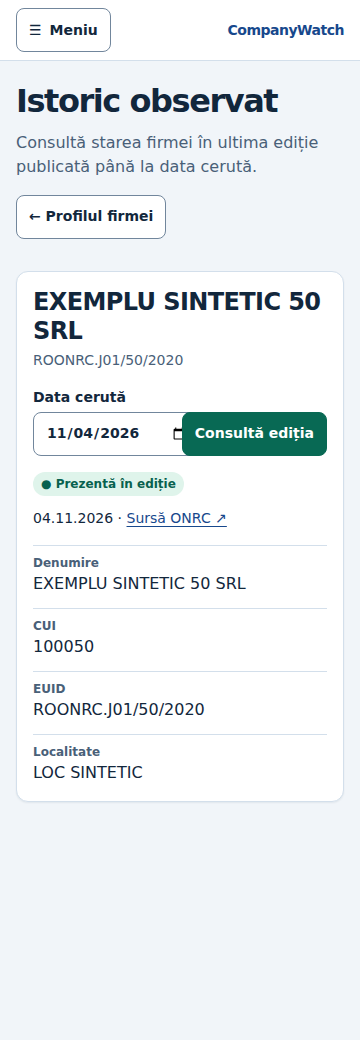 ☰ Meniu
CompanyWatch
Istoric observat
Consultă starea firmei în ultima ediție
publicată până la data cerută.
← Profilul firmei
EXEMPLU SINTETIC 50
SRL
ROONRC.J01/50/2020
Data cerută
11/04/2026
Consultă ediția
● Prezentă în ediție
04.11.2026 · Sursă ONRC ↗
Denumire
EXEMPLU SINTETIC 50 SRL
CUI
100050
EUID
ROONRC.J01/50/2020
Localitate
LOC SINTETIC